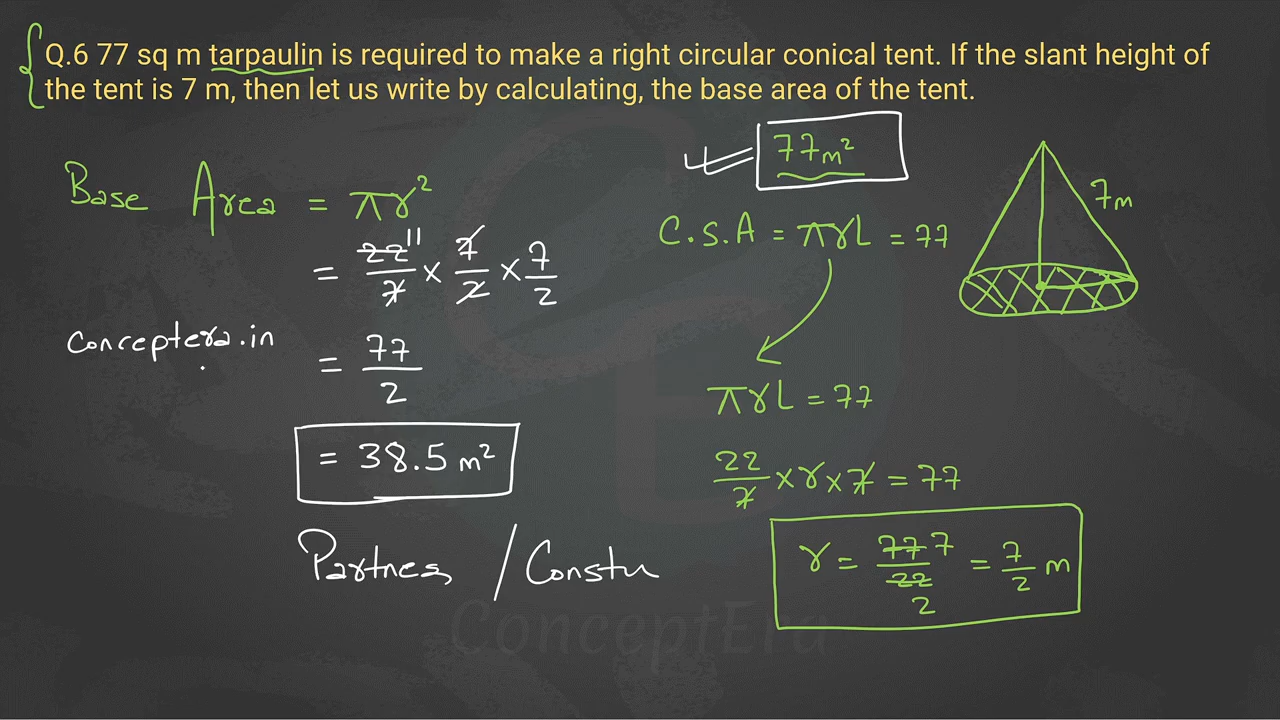 Q.6 77 sq m tarpaulin is required to make a right circular conical tent. If the slant height of
the tent is 7 m, then let us write by calculating, the base area of the tent.
77m²
Base Area = πr²
= 22/7 11 × 7/2 × 7/2
conceptera.in
= 77/2
= 38.5 m²
Partner / Constu
C.S.A = πrL = 77
7m
πrL = 77
22/7 × r × 7 = 77
r = 77 7/22 2 = 7/2 m
ConceptEra